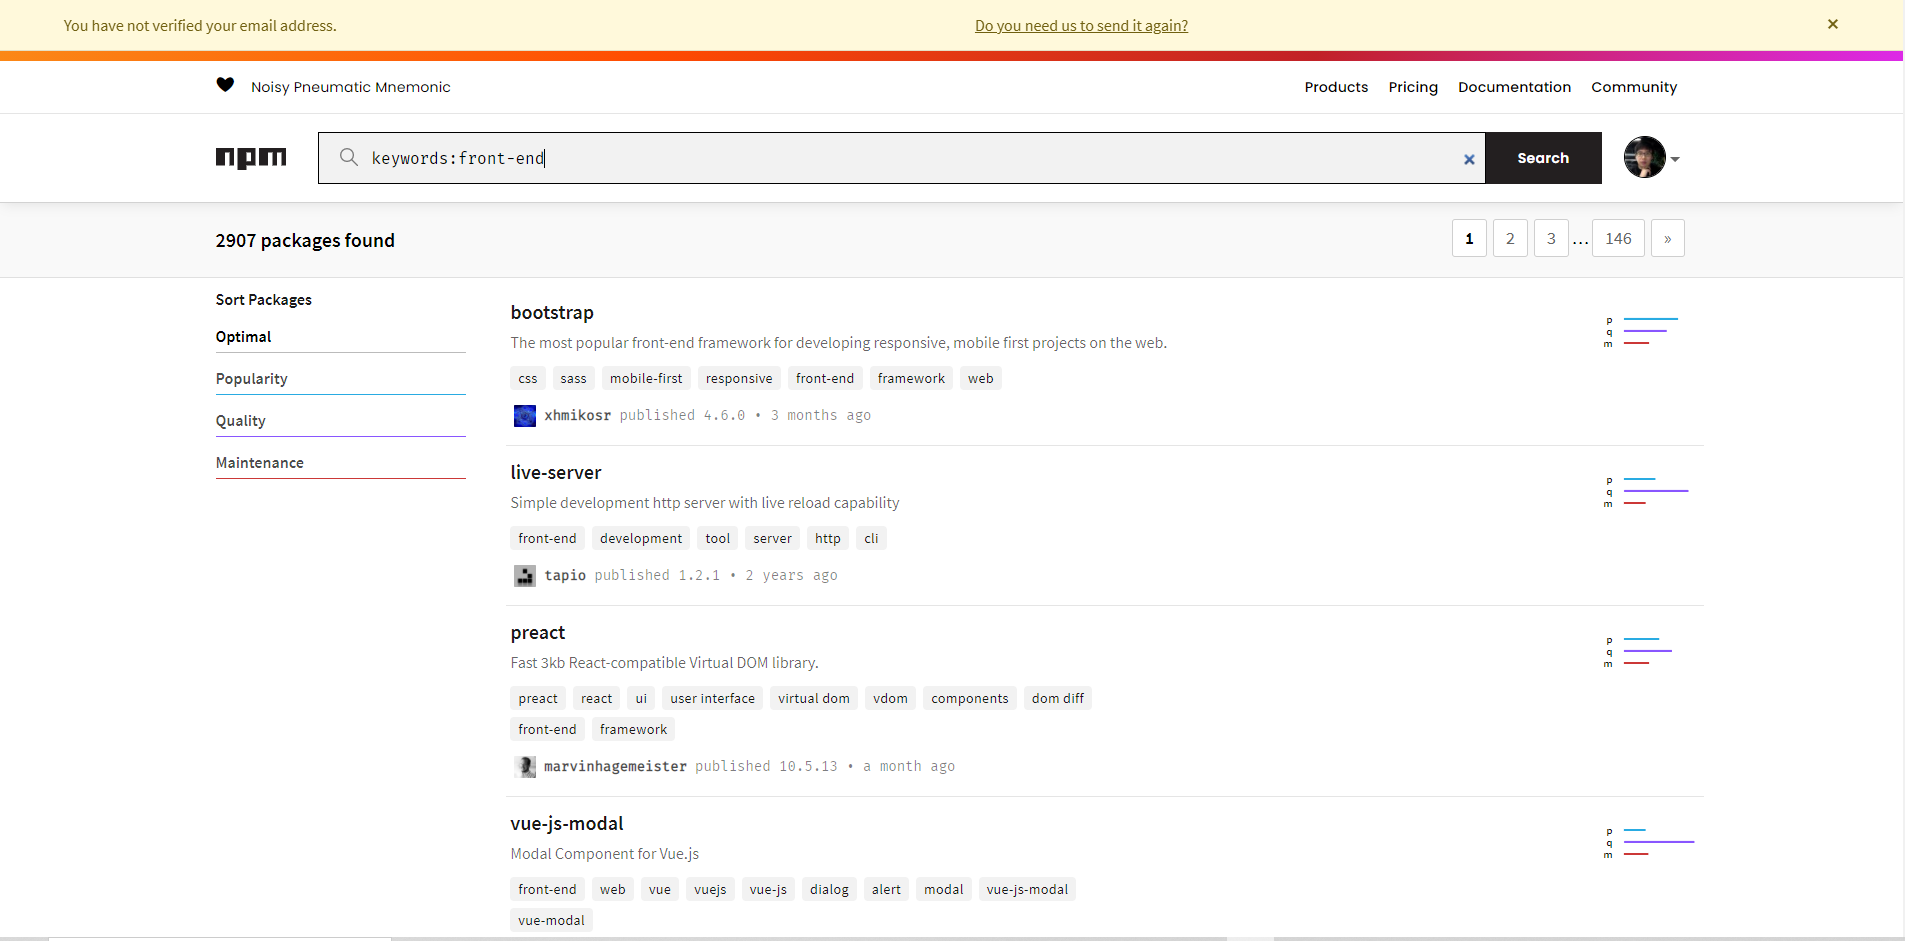 You have not verified your email address. Do you need us to send it again? ×
Noisy Pneumatic Mnemonic Products Pricing Documentation Community
npm keywords:front-end × Search
2907 packages found 1 2 3 ... 146 »
Sort Packages
Optimal
Popularity
Quality
Maintenance
bootstrap
The most popular front-end framework for developing responsive, mobile first projects on the web.
css sass mobile-first responsive front-end framework web
xhmikosr published 4.6.0 • 3 months ago
p
q
m
live-server
Simple development http server with live reload capability
front-end development tool server http cli
tapio published 1.2.1 • 2 years ago
p
q
m
preact
Fast 3kb React-compatible Virtual DOM library.
preact react ui user interface virtual dom vdom components dom diff
front-end framework
marvinhagemeister published 10.5.13 • a month ago
p
q
m
vue-js-modal
Modal Component for Vue.js
front-end web vue vuejs vue-js dialog alert modal vue-js-modal
vue-modal
p
q
m